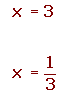 x = 3
x = 1/3